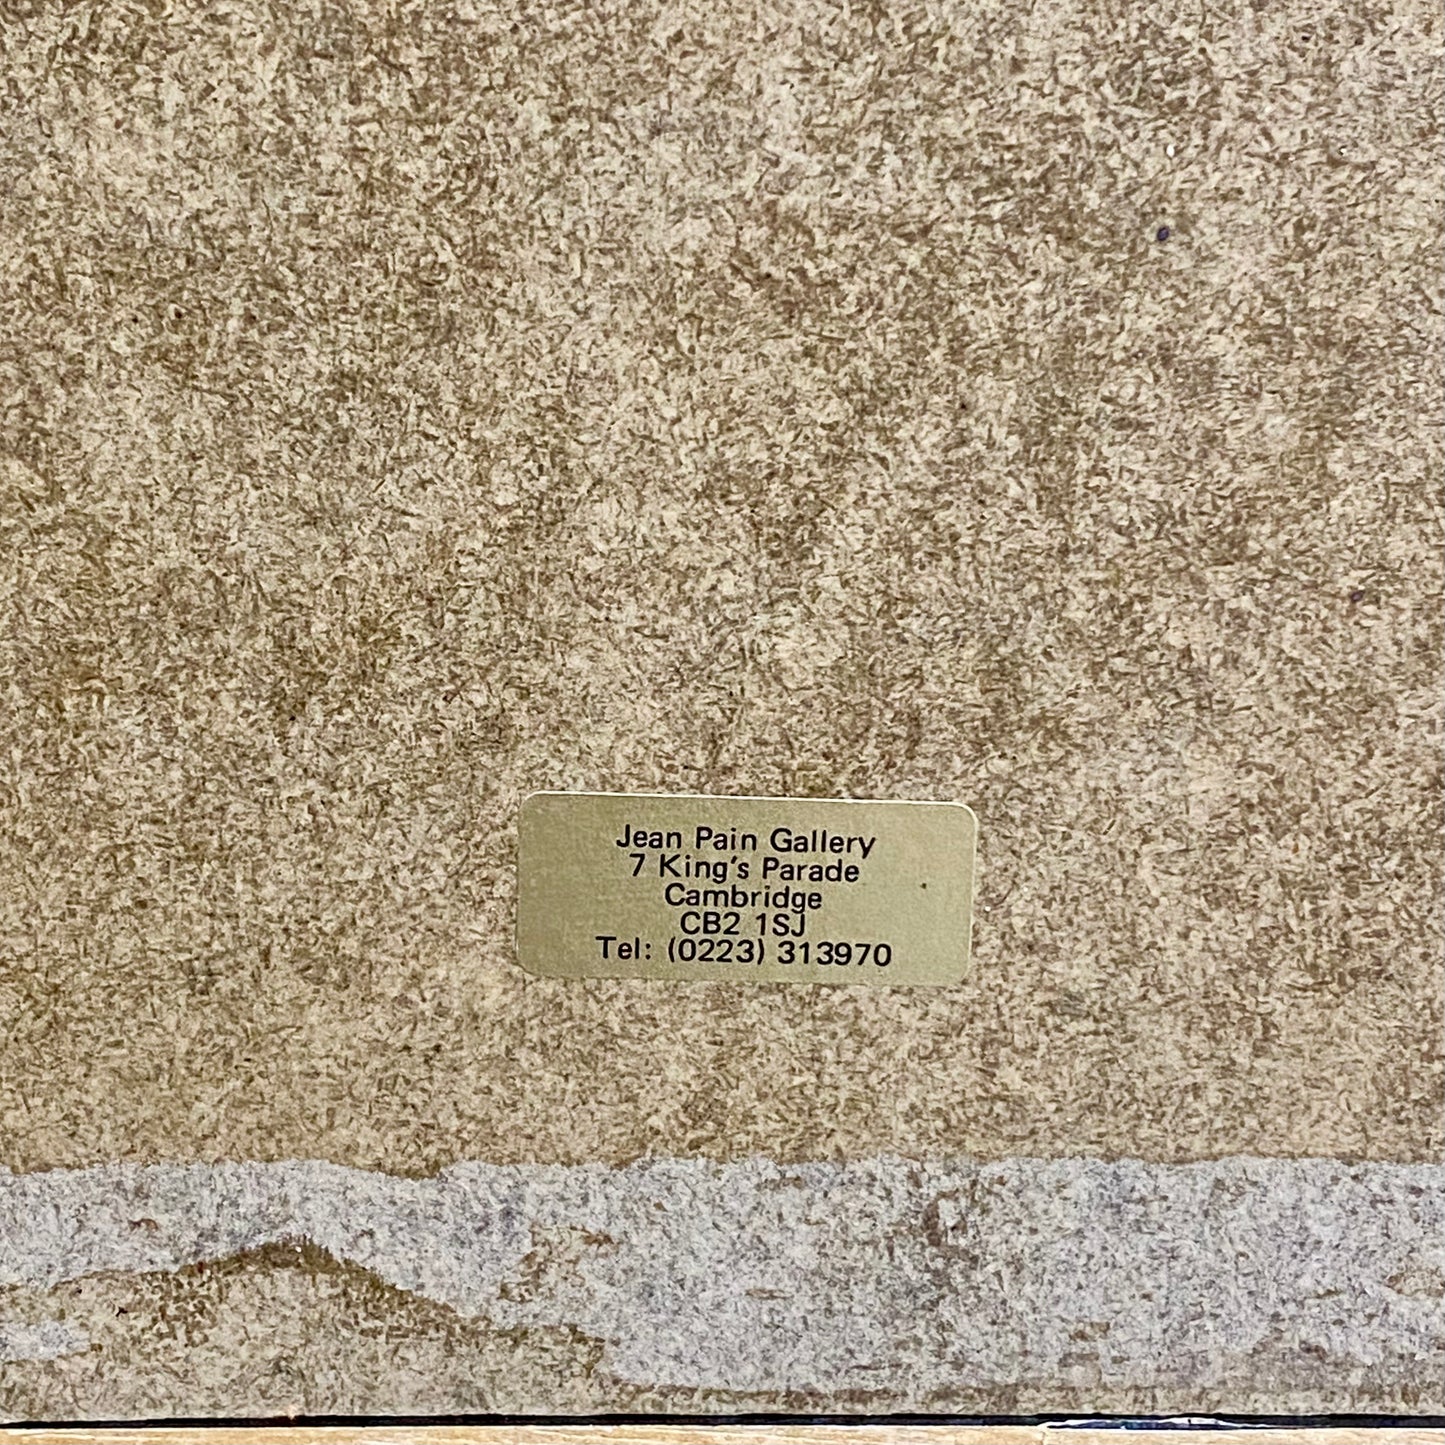 Jean Pain Gallery
7 King's Parade
Cambridge
CB2 1SJ
Tel: (0223) 313970